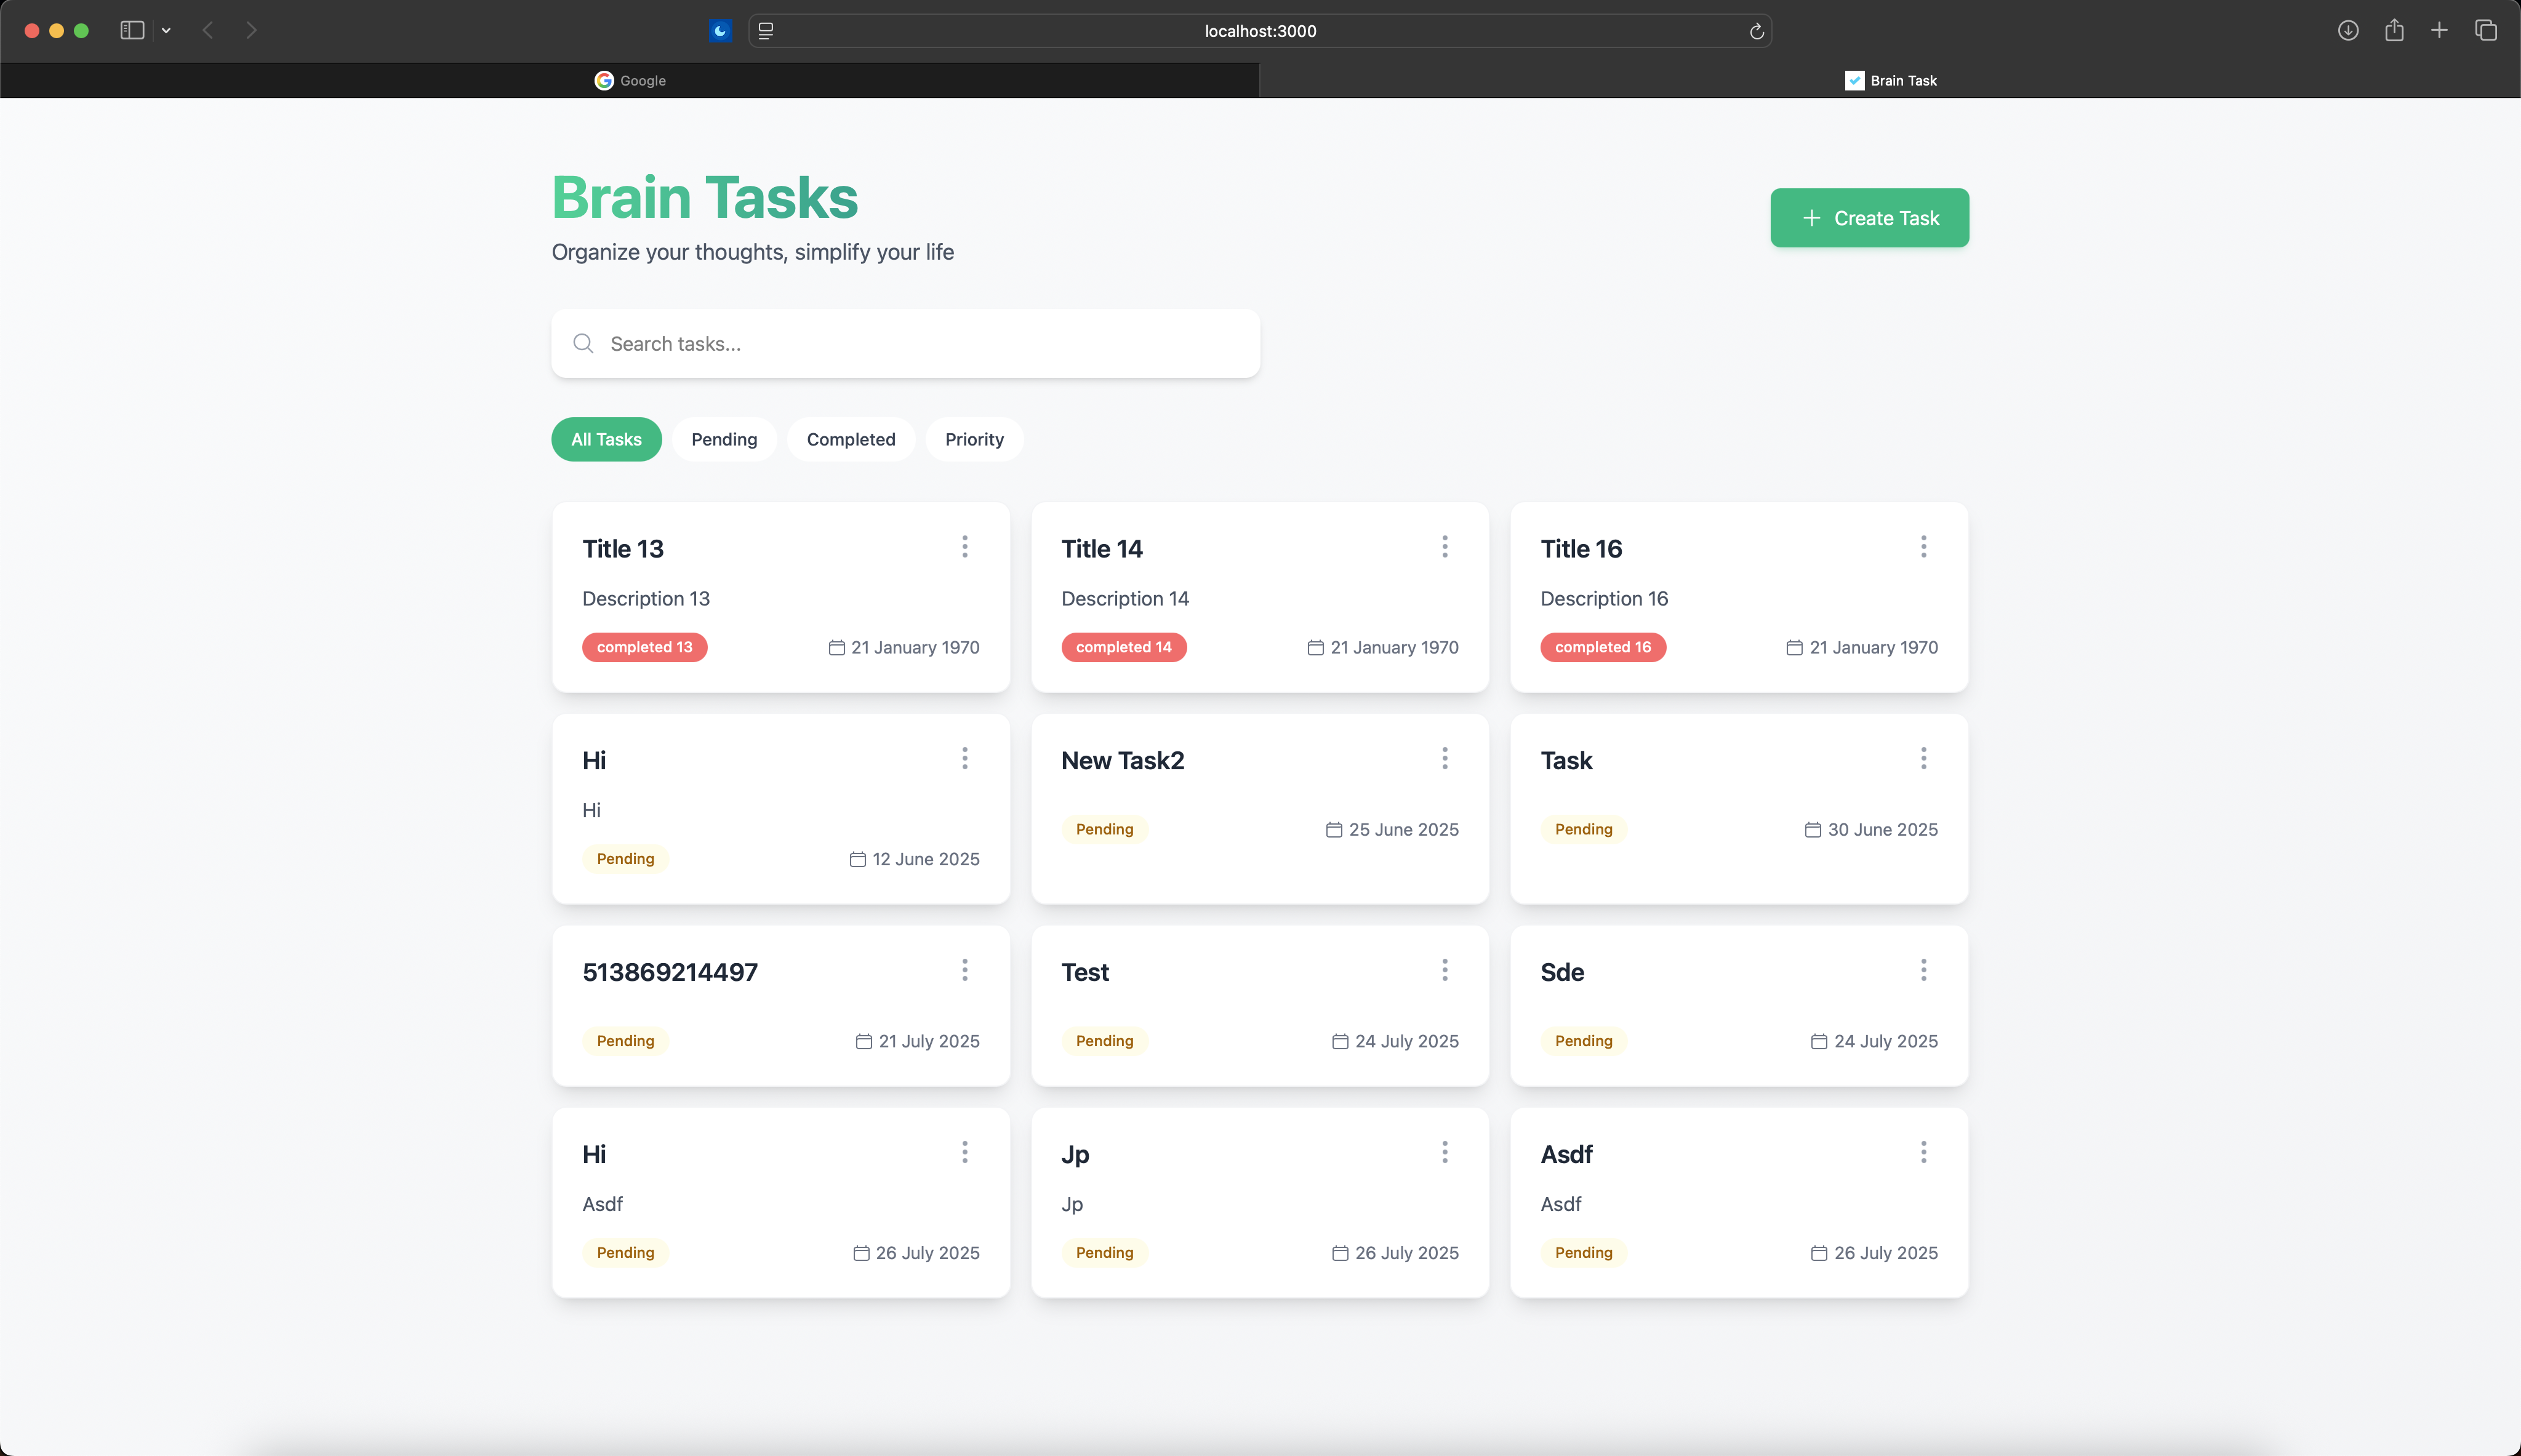 localhost:3000
Google
Brain Task
Brain Tasks
Organize your thoughts, simplify your life
Create Task
Search tasks...
All Tasks
Pending
Completed
Priority
Title 13
Description 13
completed 13
21 January 1970
Title 14
Description 14
completed 14
21 January 1970
Title 16
Description 16
completed 16
21 January 1970
Hi
Hi
Pending
12 June 2025
New Task2
Pending
25 June 2025
Task
Pending
30 June 2025
513869214497
Pending
21 July 2025
Test
Pending
24 July 2025
Sde
Pending
24 July 2025
Hi
Asdf
Pending
26 July 2025
Jp
Jp
Pending
26 July 2025
Asdf
Asdf
Pending
26 July 2025